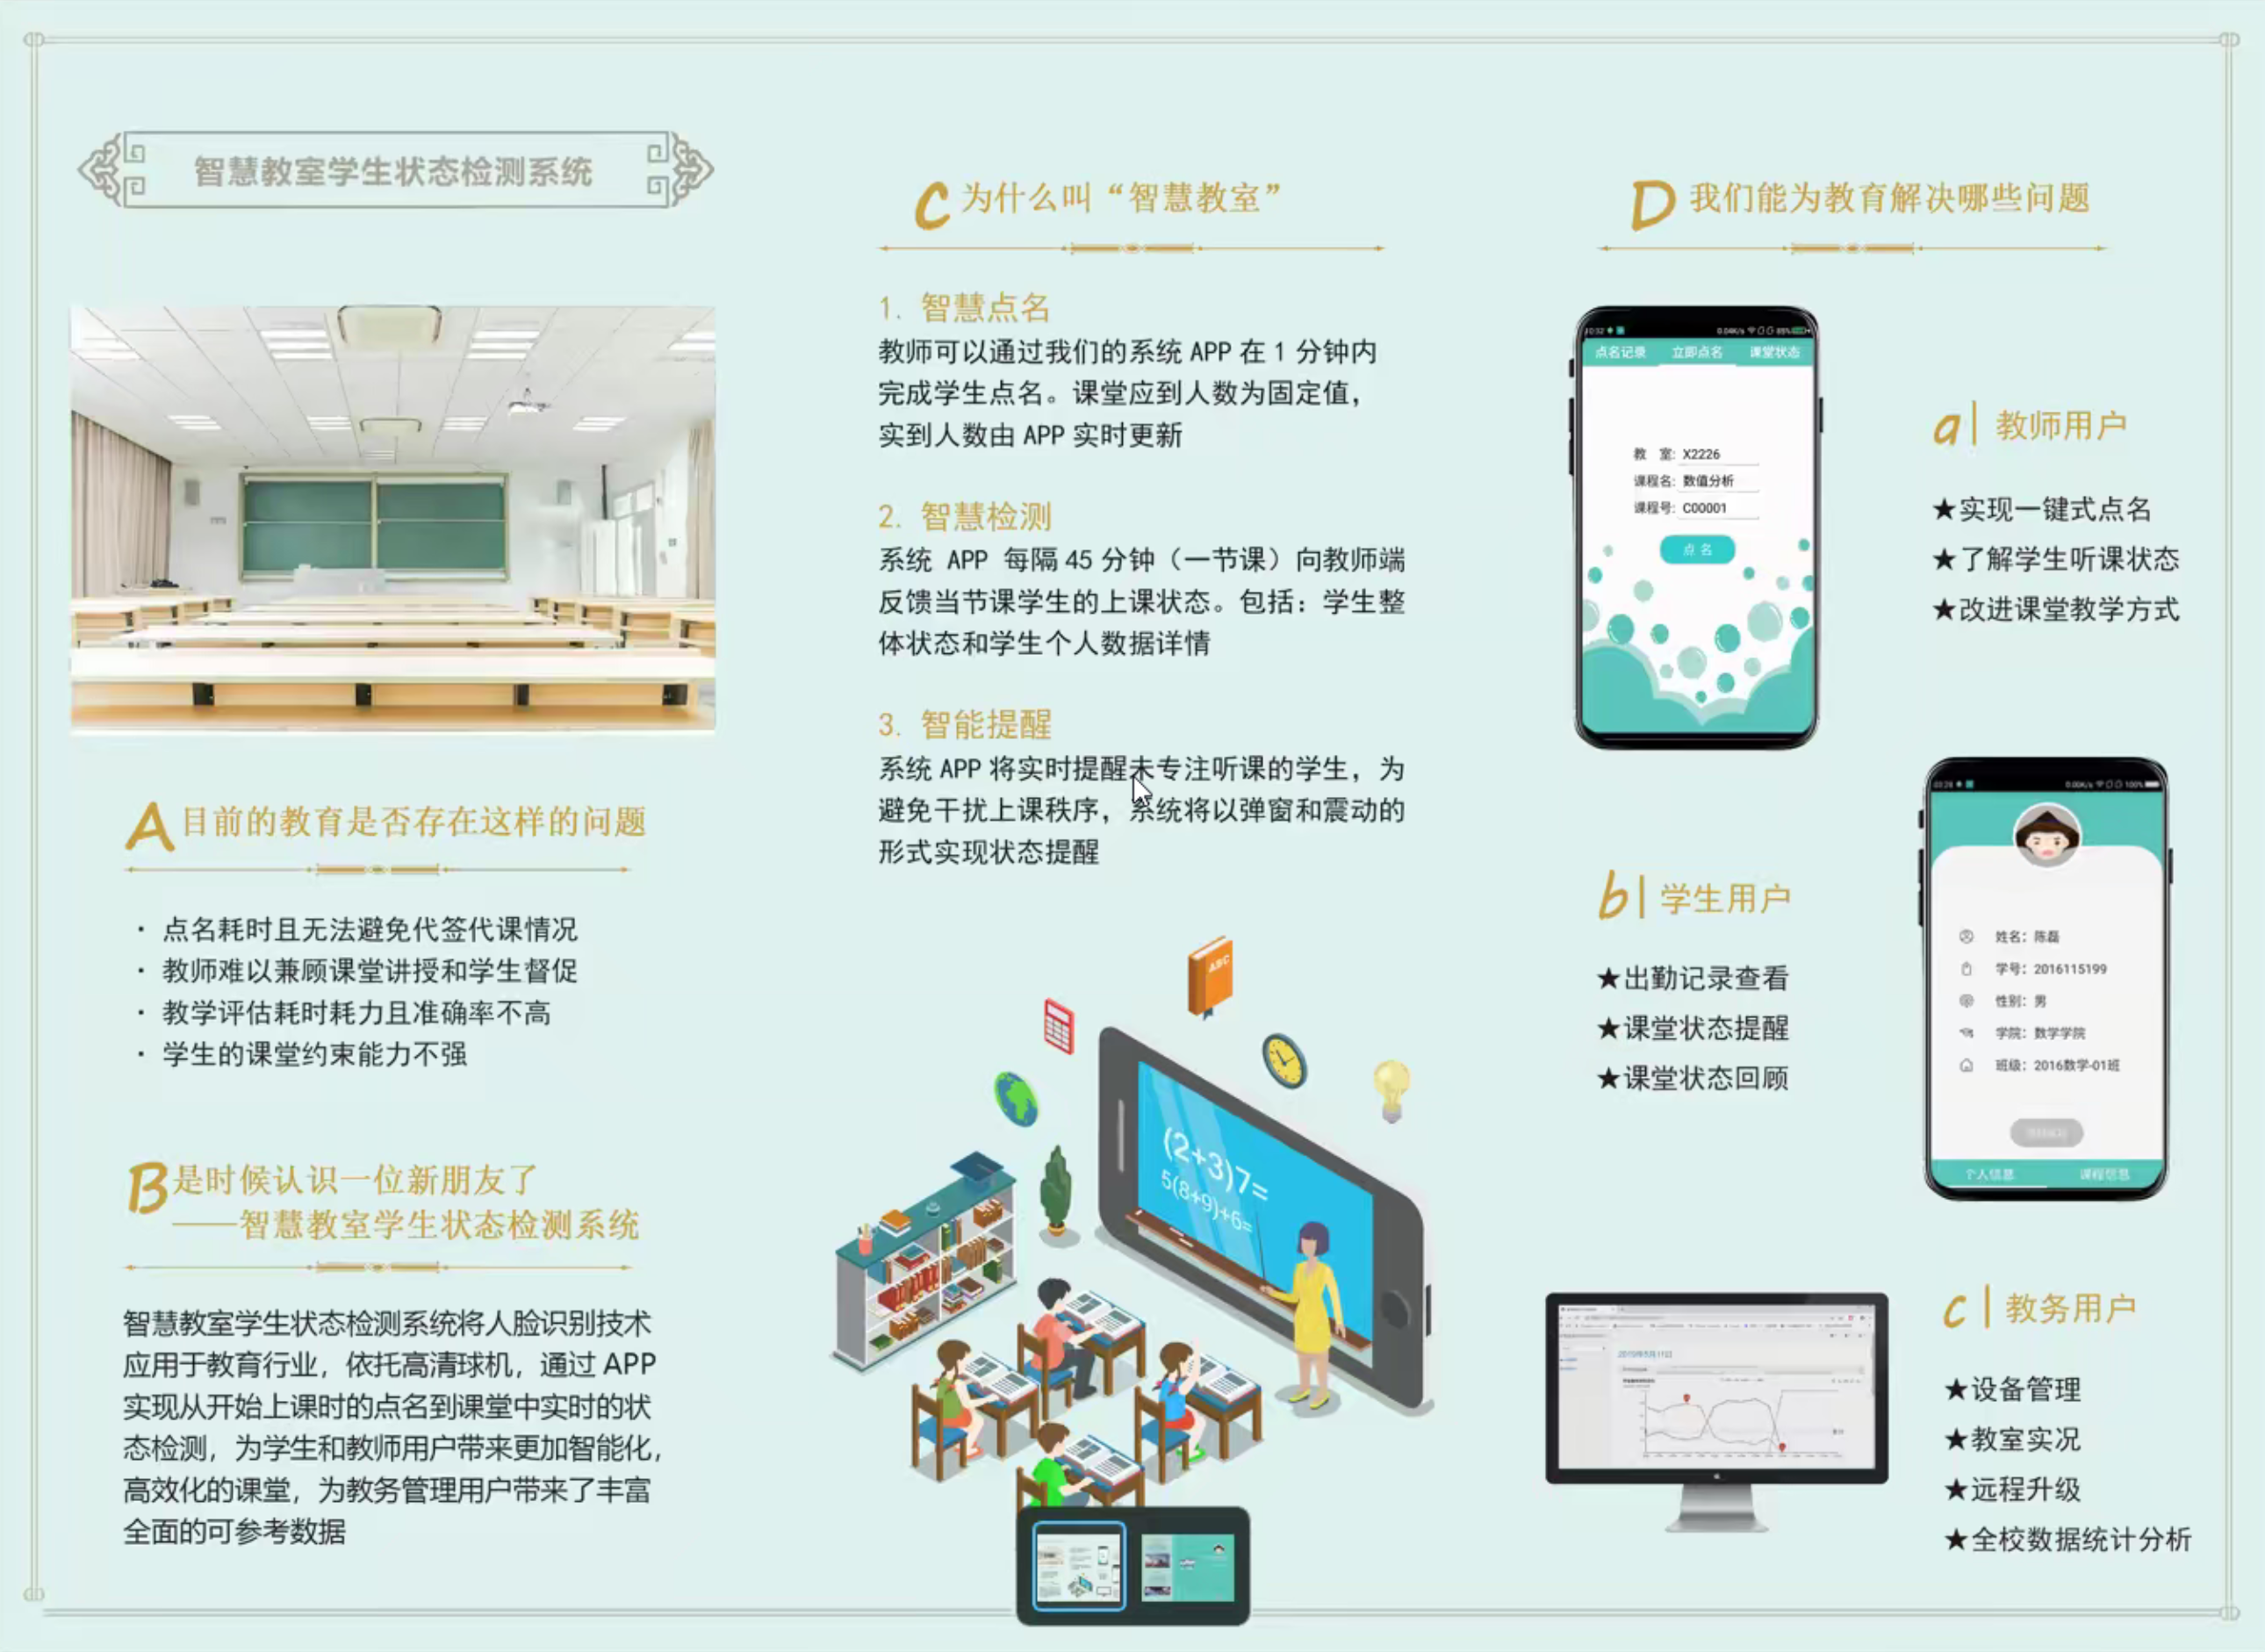 智慧教室学生状态检测系统
A 目前的教育是否存在这样的问题
· 点名耗时且无法避免代签代课情况
· 教师难以兼顾课堂讲授和学生督促
· 教学评估耗时耗力且准确率不高
· 学生的课堂约束能力不强
B 是时候认识一位新朋友了
——智慧教室学生状态检测系统
智慧教室学生状态检测系统将人脸识别技术
应用于教育行业，依托高清球机，通过 APP
实现从开始上课时的点名到课堂中实时的状
态检测，为学生和教师用户带来更加智能化，
高效化的课堂，为教务管理用户带来了丰富
全面的可参考数据
C 为什么叫“智慧教室”
1. 智慧点名
教师可以通过我们的系统 APP 在 1 分钟内
完成学生点名。课堂应到人数为固定值，
实到人数由 APP 实时更新
2. 智慧检测
系统 APP 每隔 45 分钟（一节课）向教师端
反馈当节课学生的上课状态。包括：学生整
体状态和学生个人数据详情
3. 智能提醒
系统 APP 将实时提醒未专注听课的学生，为
避免干扰上课秩序，系统将以弹窗和震动的
形式实现状态提醒
ABC
(2+3)7=
5(8+9)+6=
D 我们能为教育解决哪些问题
点名记录 立即点名 课堂状态
教 室: X2226
课程名: 数值分析
课程号: C00001
点 名
a| 教师用户
★实现一键式点名
★了解学生听课状态
★改进课堂教学方式
b| 学生用户
★出勤记录查看
★课堂状态提醒
★课堂状态回顾
姓名: 陈磊
学号: 2016115199
性别: 男
学院: 数学学院
班级: 2016数学-01班
个人信息 课程信息
c| 教务用户
★设备管理
★教室实况
★远程升级
★全校数据统计分析